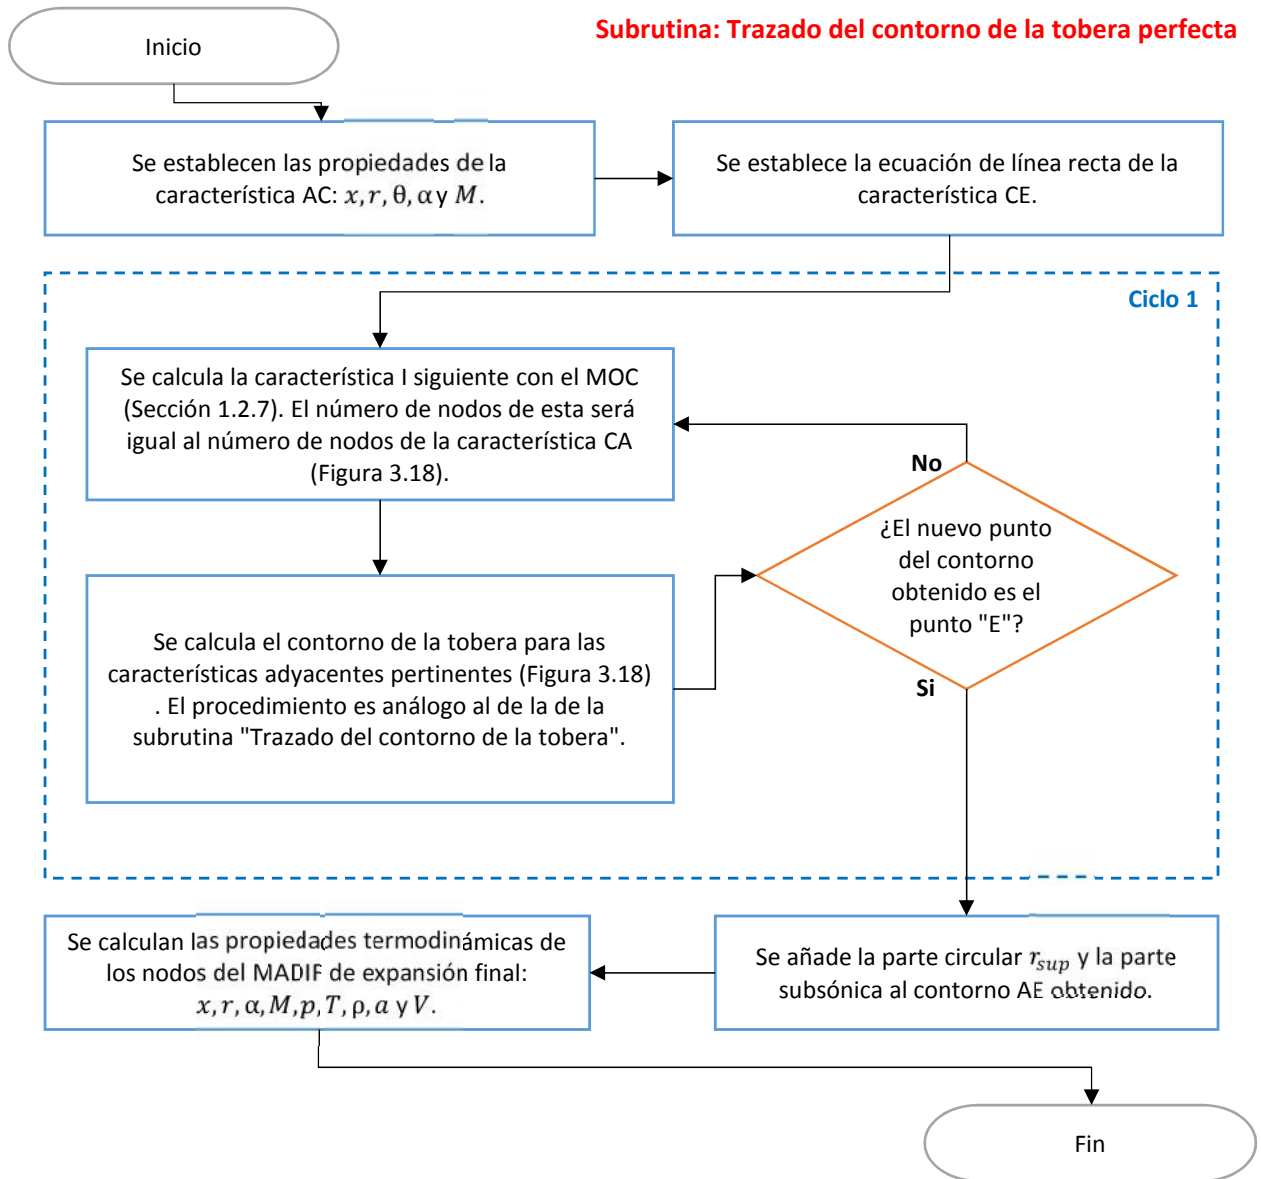 Subrutina: Trazado del contorno de la tobera perfecta
Inicio
Se establecen las propiedades de la
característica AC: x, r, θ, α y M.
Se establece la ecuación de línea recta de la
característica CE.
Ciclo 1
Se calcula la característica I siguiente con el MOC
(Sección 1.2.7). El número de nodos de esta será
igual al número de nodos de la característica CA
(Figura 3.18).
No
¿El nuevo punto
del contorno
obtenido es el
punto "E"?
Si
Se calcula el contorno de la tobera para las
características adyacentes pertinentes (Figura 3.18)
. El procedimiento es análogo al de la de la
subrutina "Trazado del contorno de la tobera".
Se añade la parte circular r_sup y la parte
subsónica al contorno AE obtenido.
Se calculan las propiedades termodinámicas de
los nodos del MADIF de expansión final:
x, r, α, M, p, T, ρ, a y V.
Fin